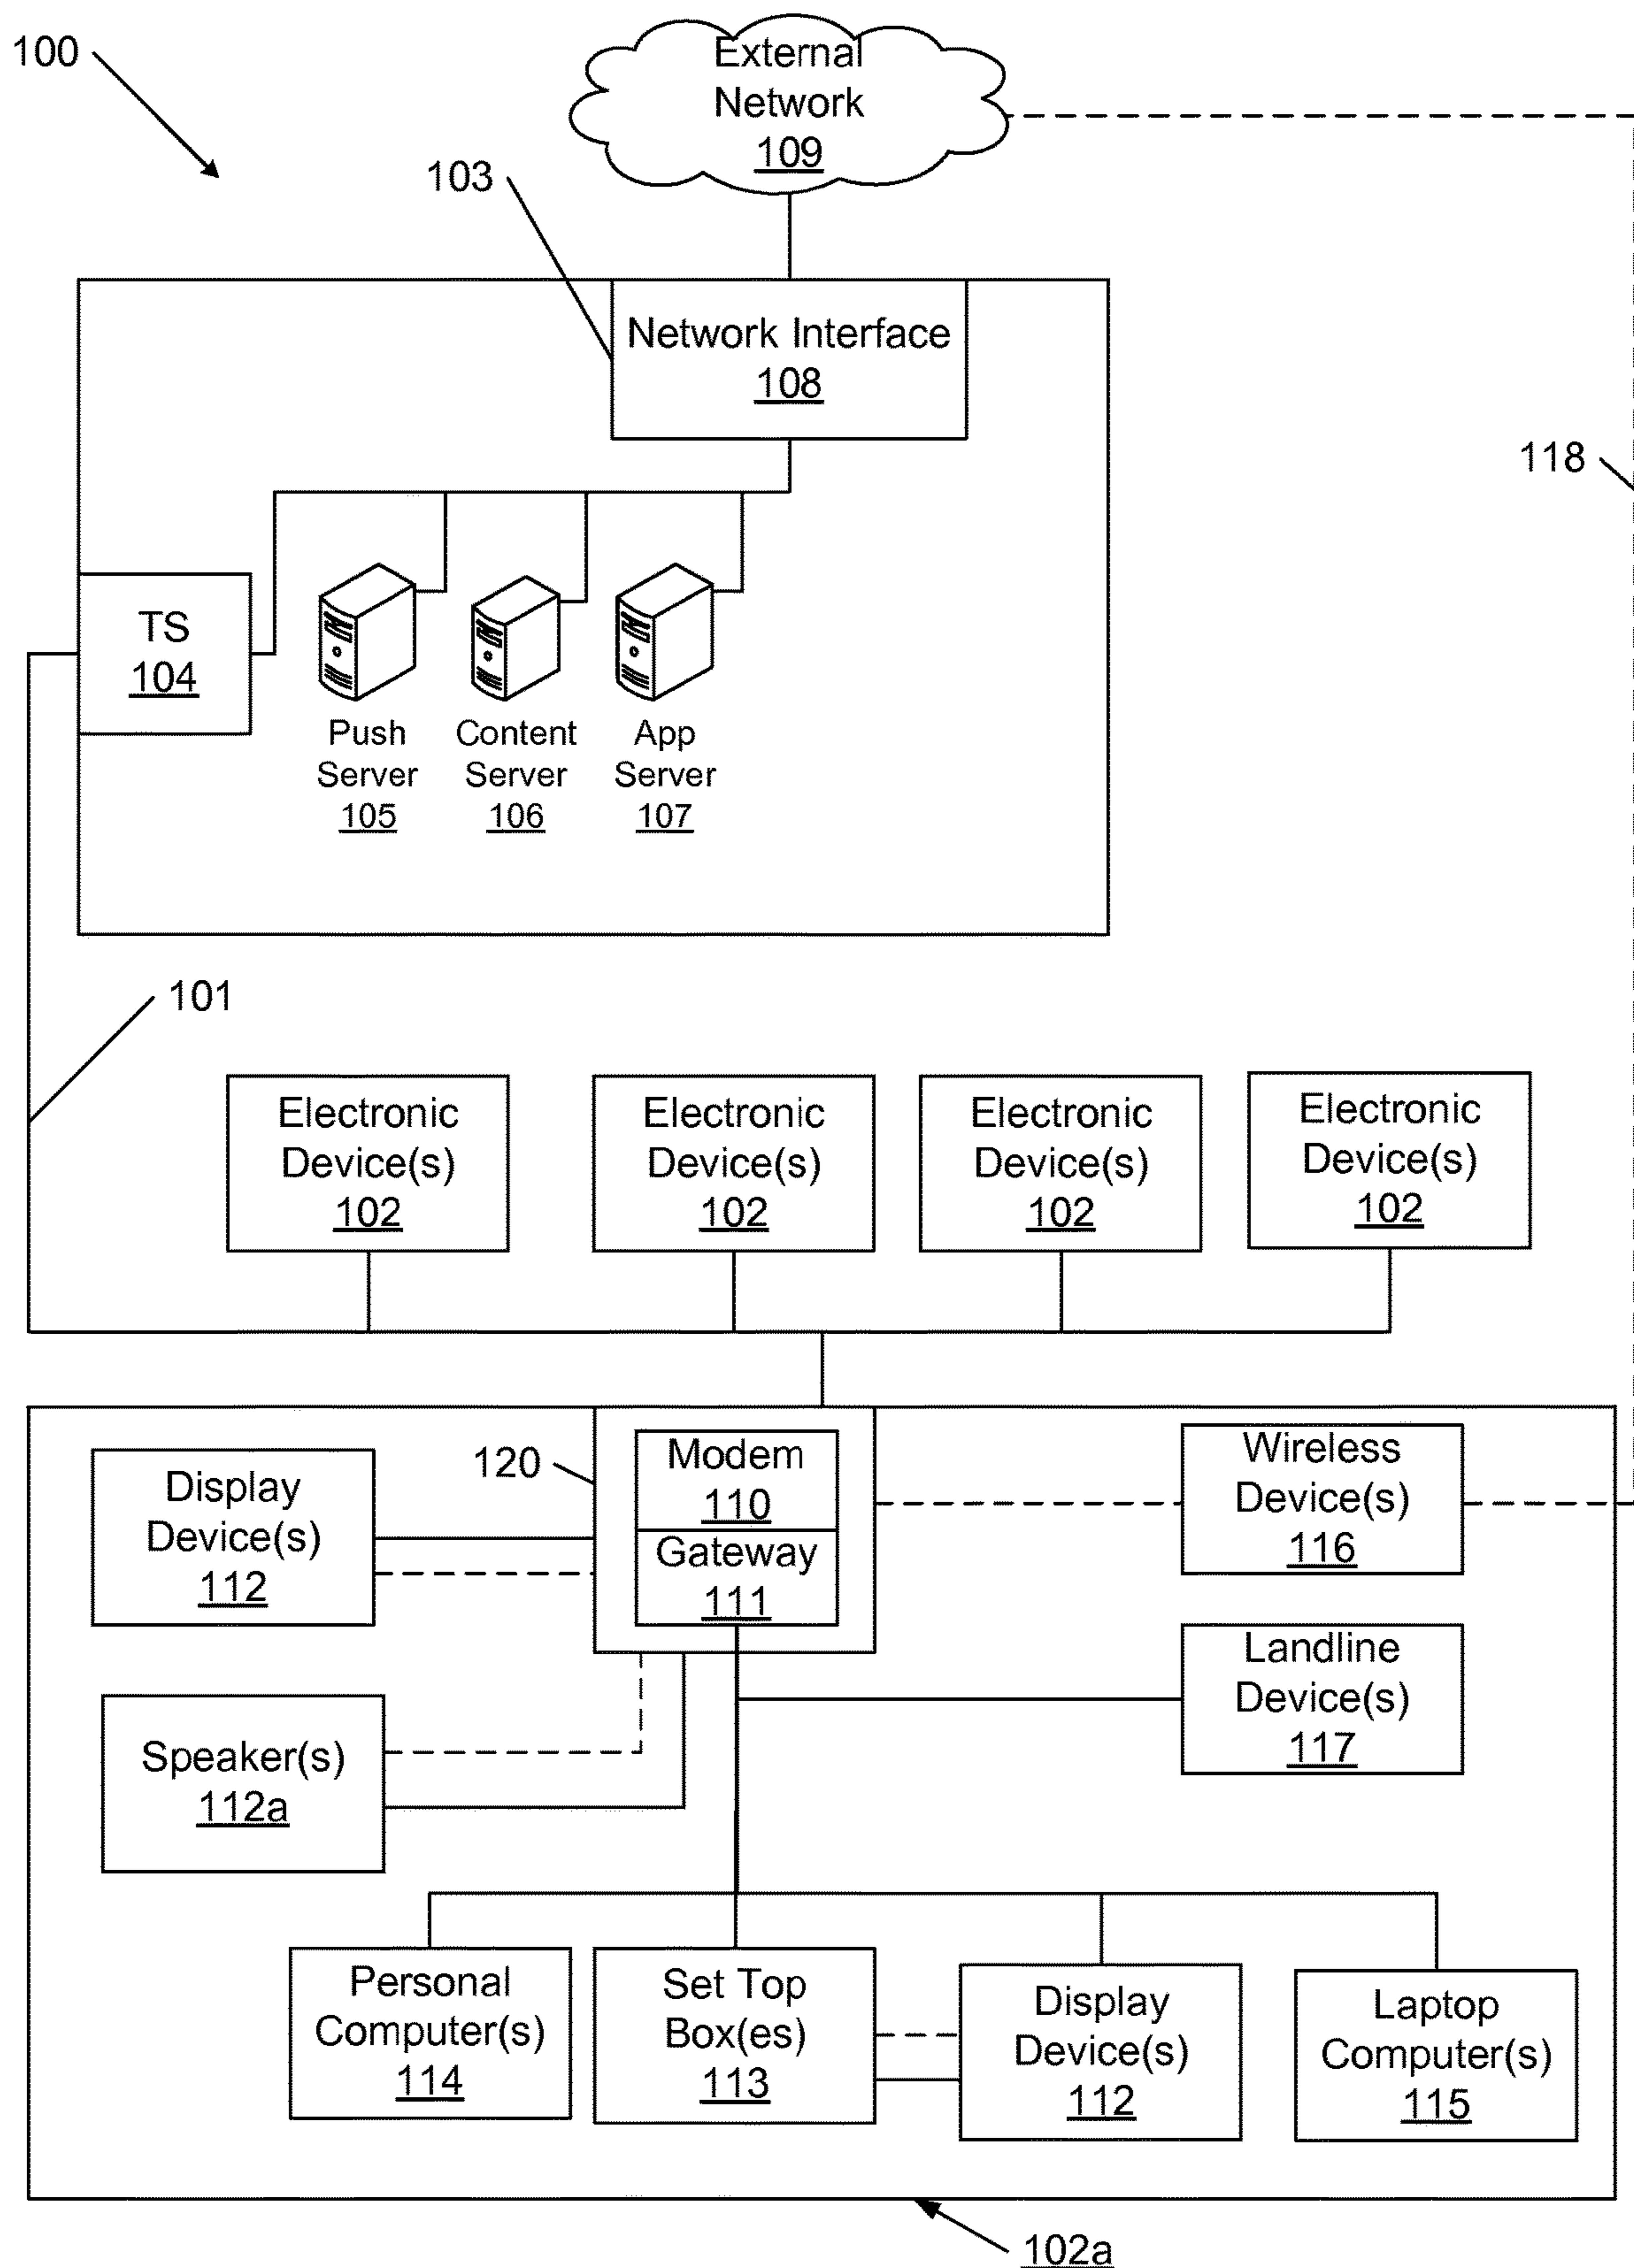 100
External
Network
109
103
Network Interface
108
118
TS
104
Push
Server
105
Content
Server
106
App
Server
107
101
Electronic
Device(s)
102
Electronic
Device(s)
102
Electronic
Device(s)
102
Electronic
Device(s)
102
120
Modem
110
Gateway
111
Display
Device(s)
112
Wireless
Device(s)
116
Landline
Device(s)
117
Speaker(s)
112a
Personal
Computer(s)
114
Set Top
Box(es)
113
Display
Device(s)
112
Laptop
Computer(s)
115
102a